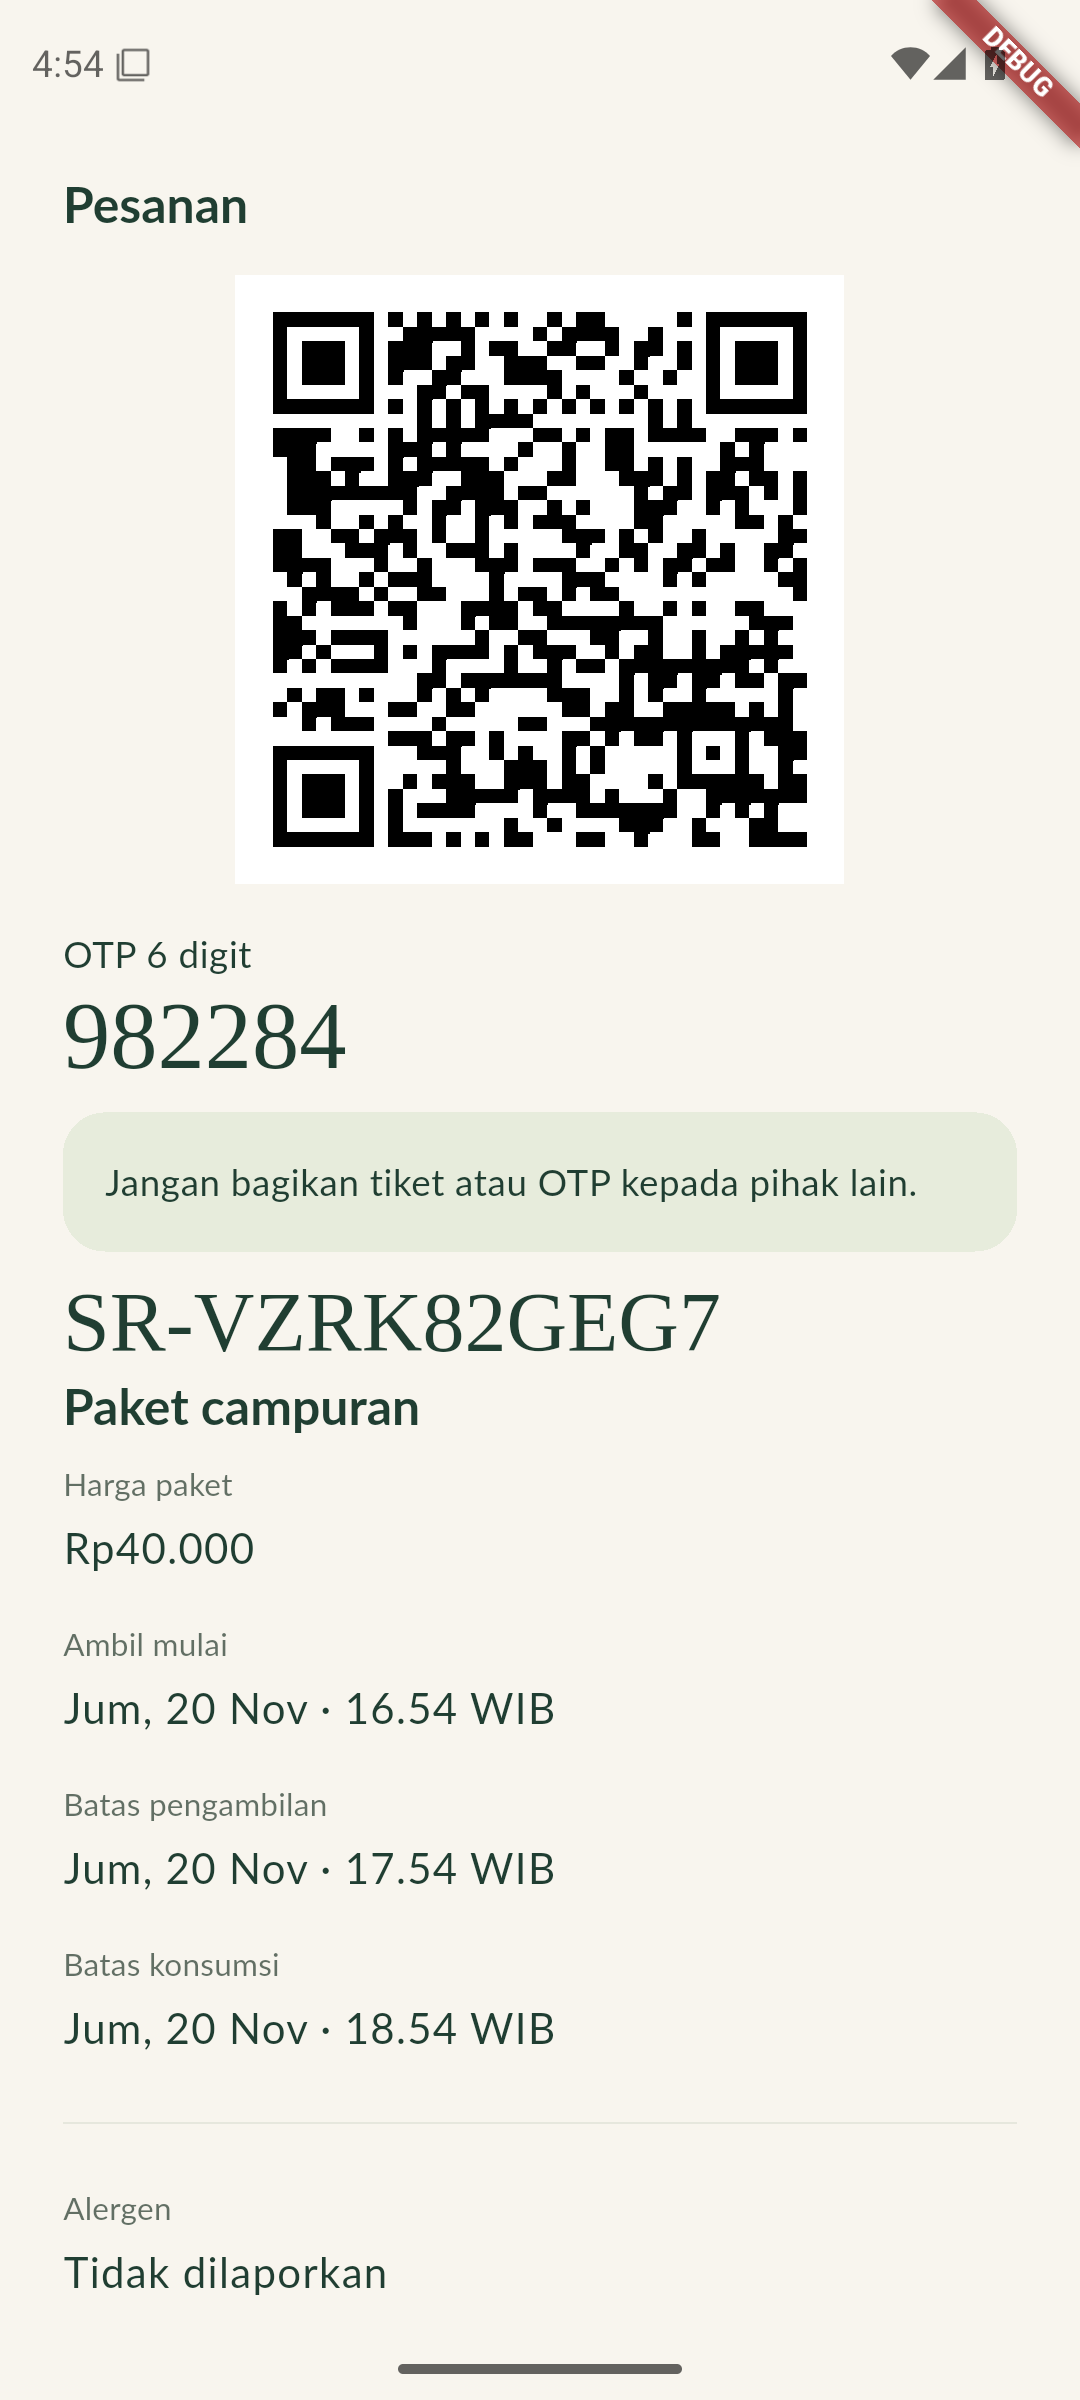 4:54
DEBUG
Pesanan
OTP 6 digit
982284
Jangan bagikan tiket atau OTP kepada pihak lain.
SR-VZRK82GEG7
Paket campuran
Harga paket
Rp40.000
Ambil mulai
Jum, 20 Nov · 16.54 WIB
Batas pengambilan
Jum, 20 Nov · 17.54 WIB
Batas konsumsi
Jum, 20 Nov · 18.54 WIB
Alergen
Tidak dilaporkan